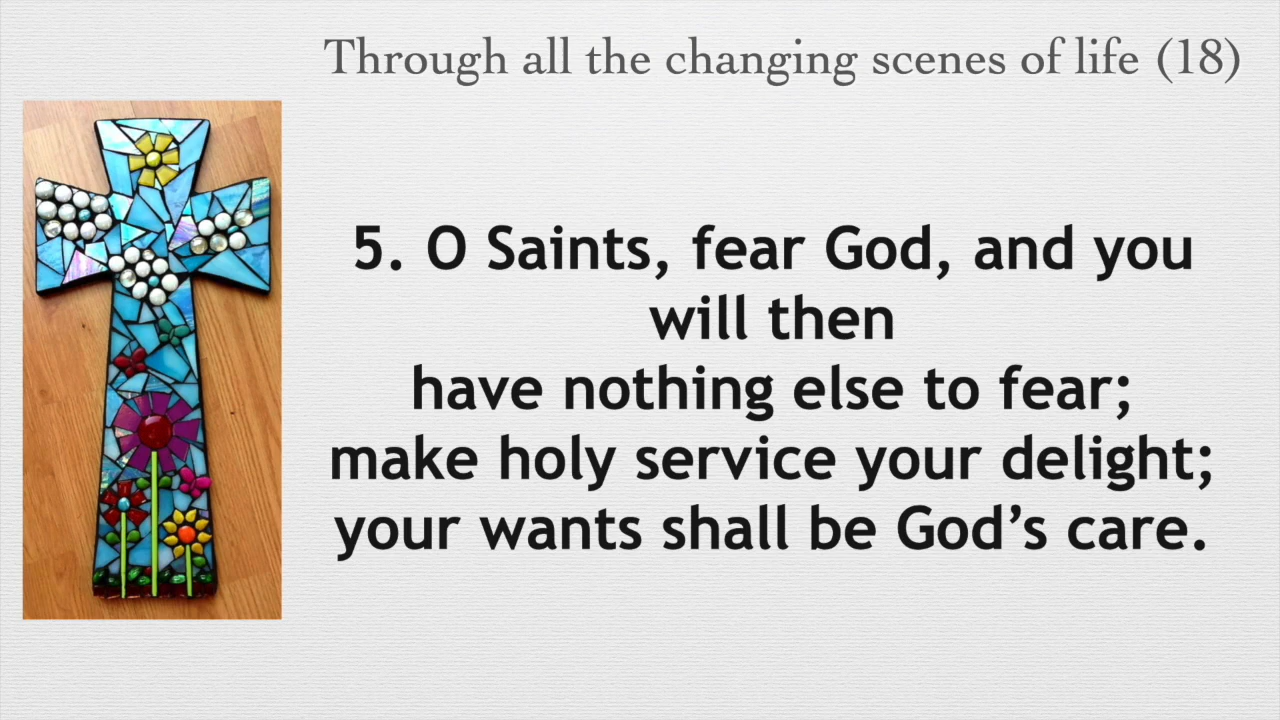 Through all the changing scenes of life (18)
5. O Saints, fear God, and you
will then
have nothing else to fear;
make holy service your delight;
your wants shall be God’s care.